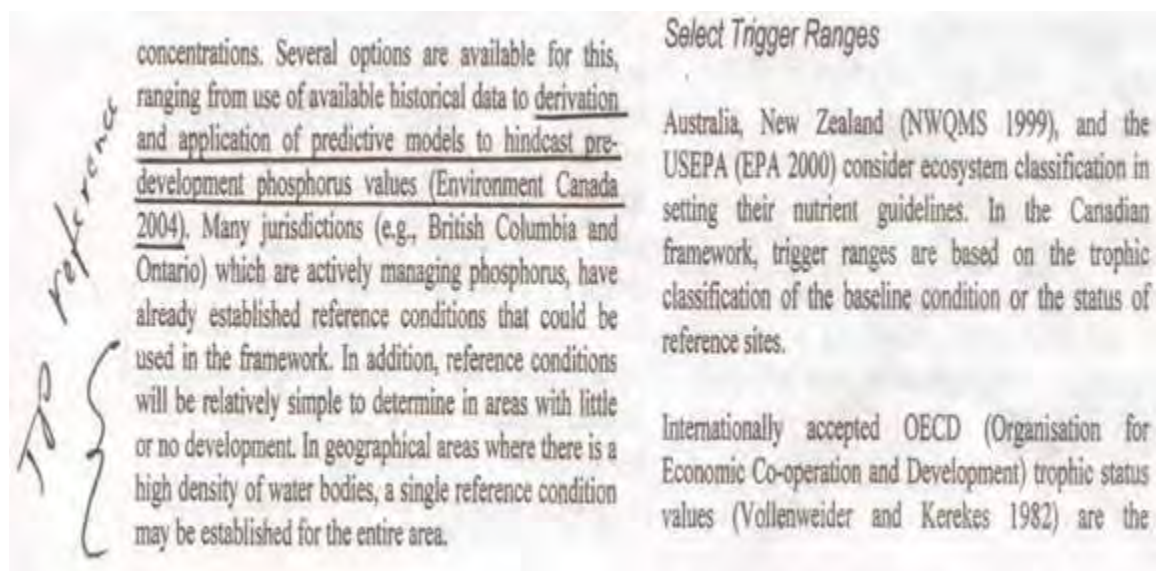 concentrations. Several options are available for this,
ranging from use of available historical data to derivation
and application of predictive models to hindcast pre-
development phosphorus values (Environment Canada
2004). Many jurisdictions (e.g., British Columbia and
Ontario) which are actively managing phosphorus, have
already established reference conditions that could be
used in the framework. In addition, reference conditions
will be relatively simple to determine in areas with little
or no development. In geographical areas where there is a
high density of water bodies, a single reference condition
may be established for the entire area.
TP reference
Select Trigger Ranges
Australia, New Zealand (NWQMS 1999), and the
USEPA (EPA 2000) consider ecosystem classification in
setting their nutrient guidelines. In the Canadian
framework, trigger ranges are based on the trophic
classification of the baseline condition or the status of
reference sites.
Internationally accepted OECD (Organisation for
Economic Co-operation and Development) trophic status
values (Vollenweider and Kerekes 1982) are the